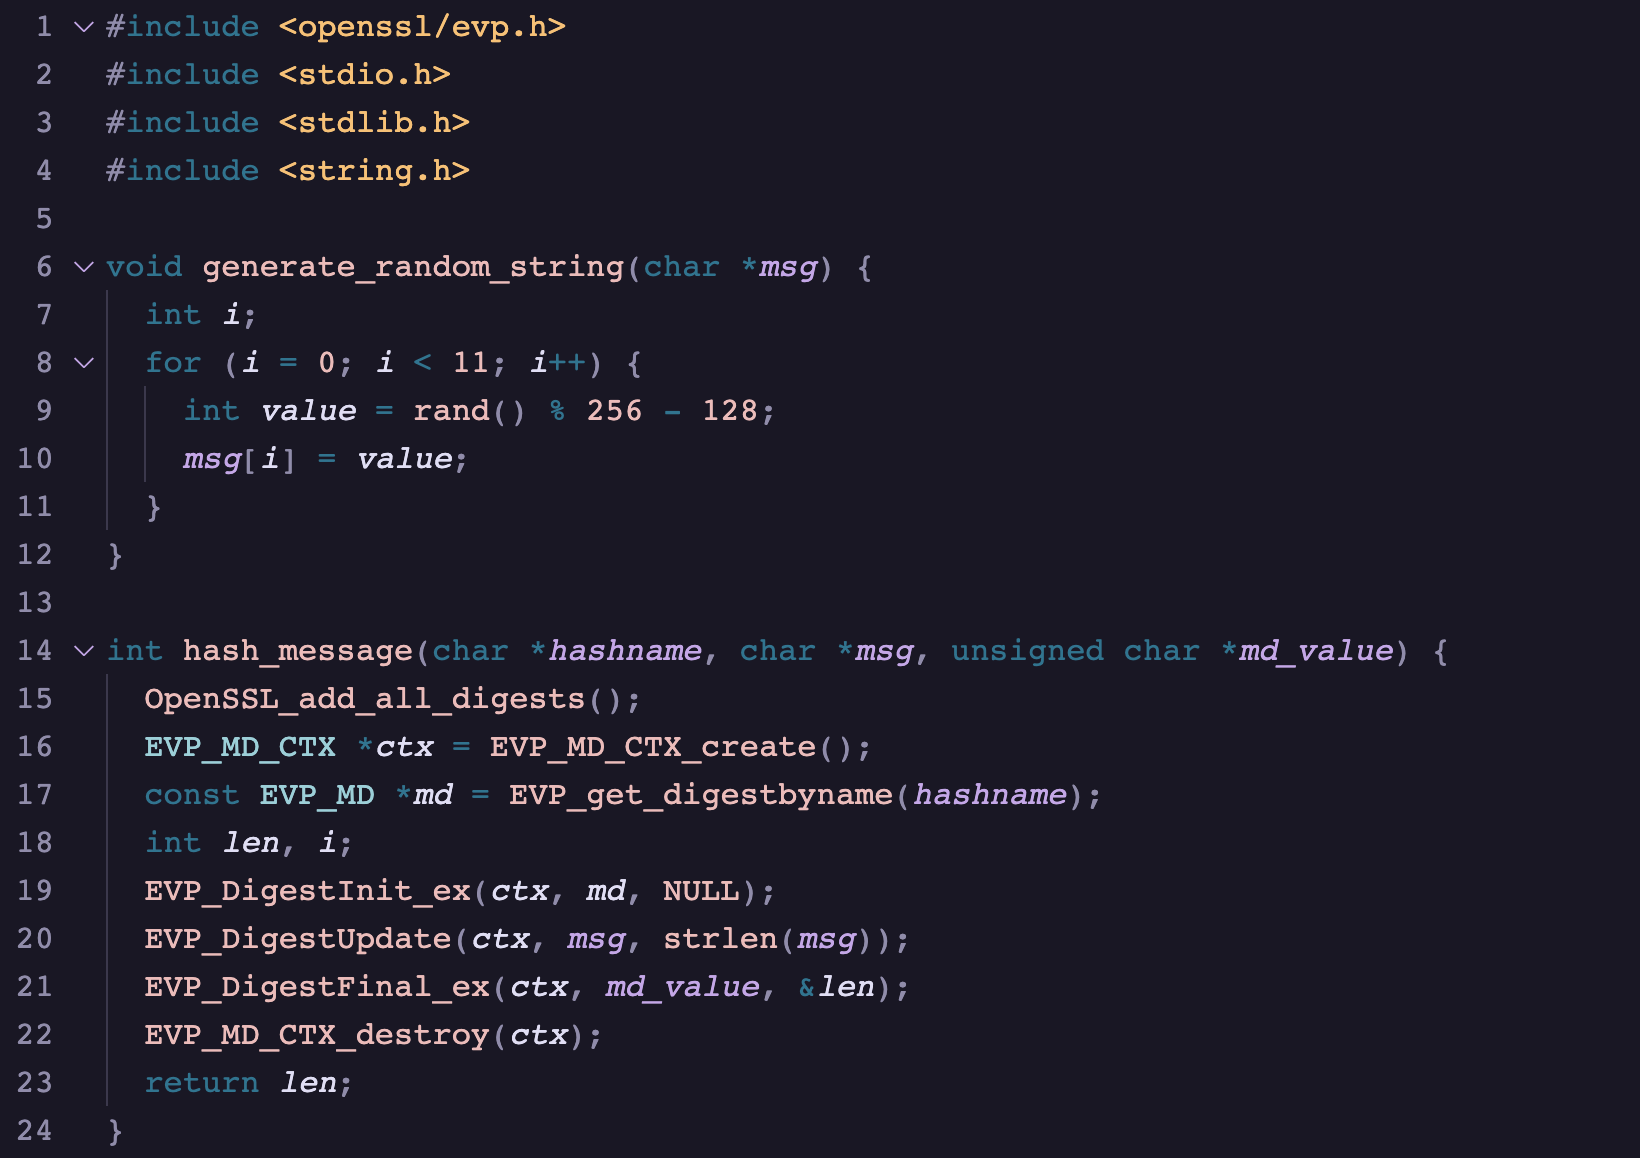 1 #include <openssl/evp.h>
2 #include <stdio.h>
3 #include <stdlib.h>
4 #include <string.h>
5
6 void generate_random_string(char *msg) {
7   int i;
8   for (i = 0; i < 11; i++) {
9     int value = rand() % 256 - 128;
10     msg[i] = value;
11   }
12 }
13
14 int hash_message(char *hashname, char *msg, unsigned char *md_value) {
15   OpenSSL_add_all_digests();
16   EVP_MD_CTX *ctx = EVP_MD_CTX_create();
17   const EVP_MD *md = EVP_get_digestbyname(hashname);
18   int len, i;
19   EVP_DigestInit_ex(ctx, md, NULL);
20   EVP_DigestUpdate(ctx, msg, strlen(msg));
21   EVP_DigestFinal_ex(ctx, md_value, &len);
22   EVP_MD_CTX_destroy(ctx);
23   return len;
24 }